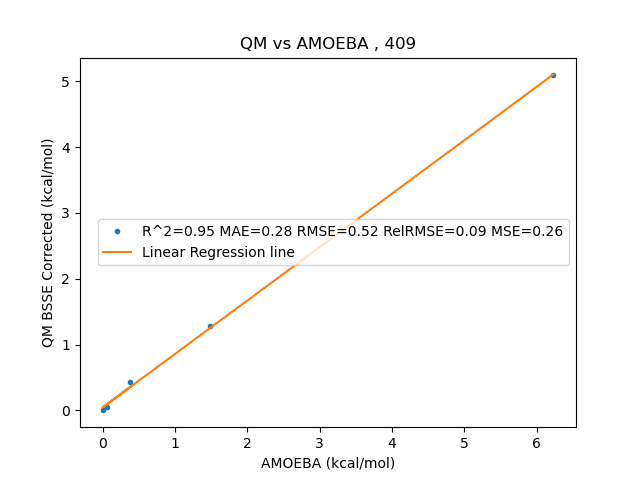 QM vs AMOEBA , 409
QM BSSE Corrected (kcal/mol)
5
4
3
2
1
0
R^2=0.95 MAE=0.28 RMSE=0.52 RelRMSE=0.09 MSE=0.26
Linear Regression line
0 1 2 3 4 5 6
AMOEBA (kcal/mol)